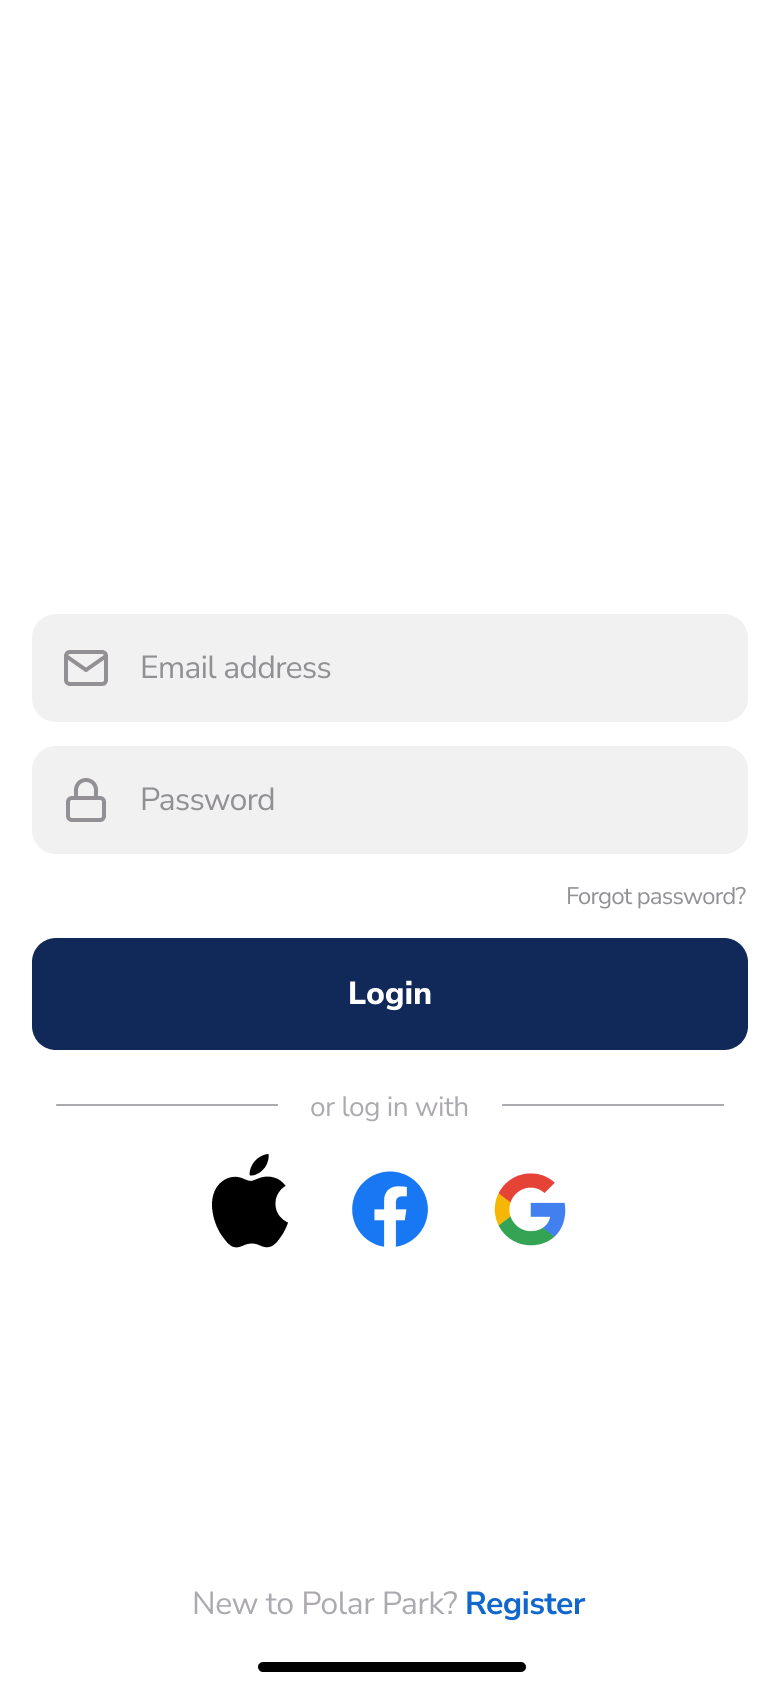 Email address
Password
Forgot password?
Login
or log in with
New to Polar Park? Register